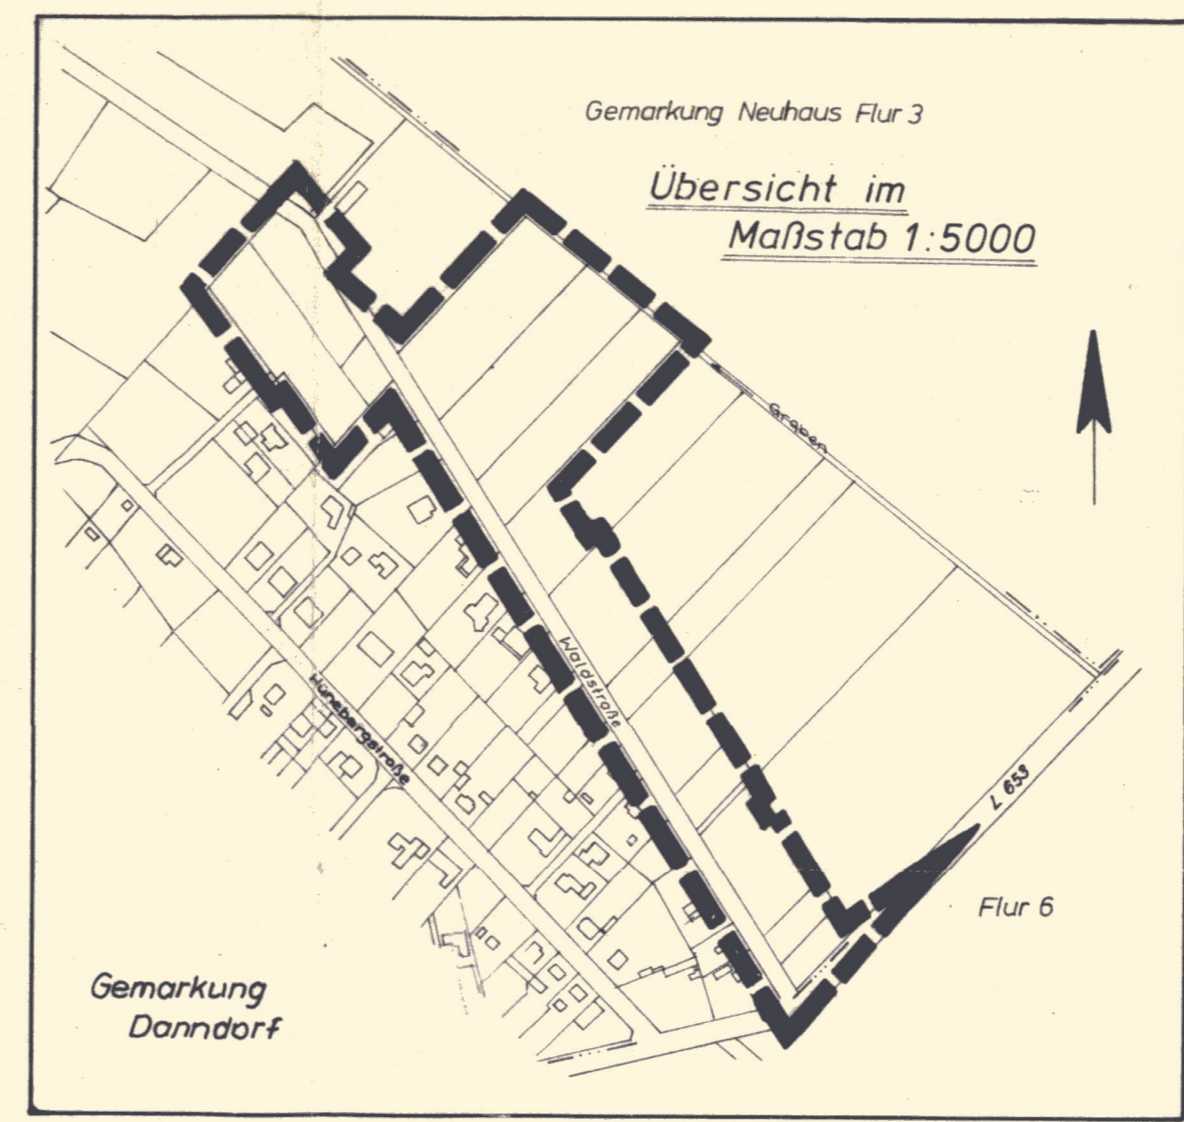 Gemarkung Neuhaus Flur 3
Übersicht im
Maßstab 1:5000
Graben
Waldstraße
Hünebergstraße
L 653
Flur 6
Gemarkung
Danndorf